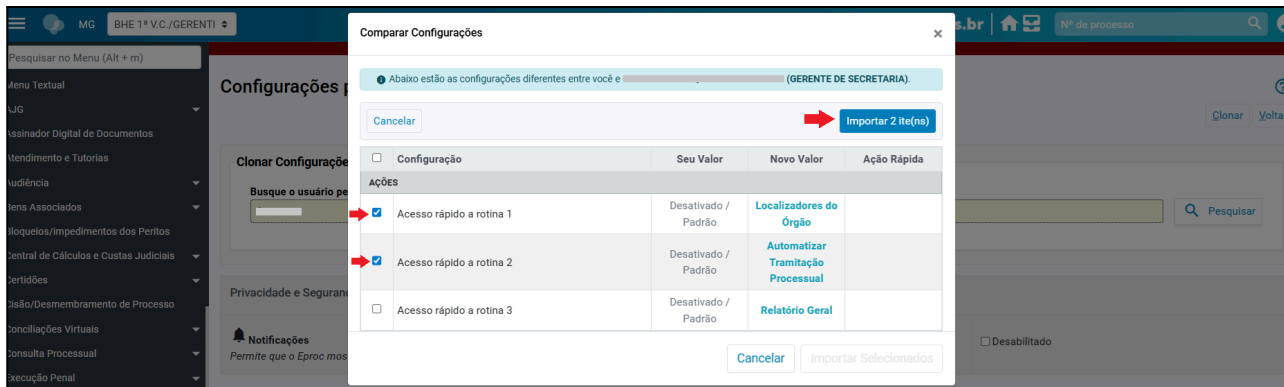 MG
BHE 1ª V.C./GERENTI
s.br
Nº de processo
Pesquisar no Menu (Alt + m)
Menu Textual
AJG
Assinador Digital de Documentos
Atendimento e Tutorias
Audiência
Bens Associados
Bloqueios/impedimentos dos Peritos
Central de Cálculos e Custas Judiciais
Certidões
Cisão/Desmembramento de Processo
Conciliações Virtuais
Consulta Processual
Execução Penal
Configurações p
Clonar
Volta
Clonar Configuraçõe
Busque o usuário pe
Pesquisar
Privacidade e Seguran
Notificações
Permite que o Eproc mos
Desabilitado
Comparar Configurações
×
Abaixo estão as configurações diferentes entre você e (GERENTE DE SECRETARIA).
Cancelar
Importar 2 ite(ns)
Configuração Seu Valor Novo Valor Ação Rápida
AÇÕES
Acesso rápido a rotina 1
Desativado /
Padrão
Localizadores do
Órgão
Acesso rápido a rotina 2
Desativado /
Padrão
Automatizar
Tramitação
Processual
Acesso rápido a rotina 3
Desativado /
Padrão
Relatório Geral
Cancelar
Importar Selecionados